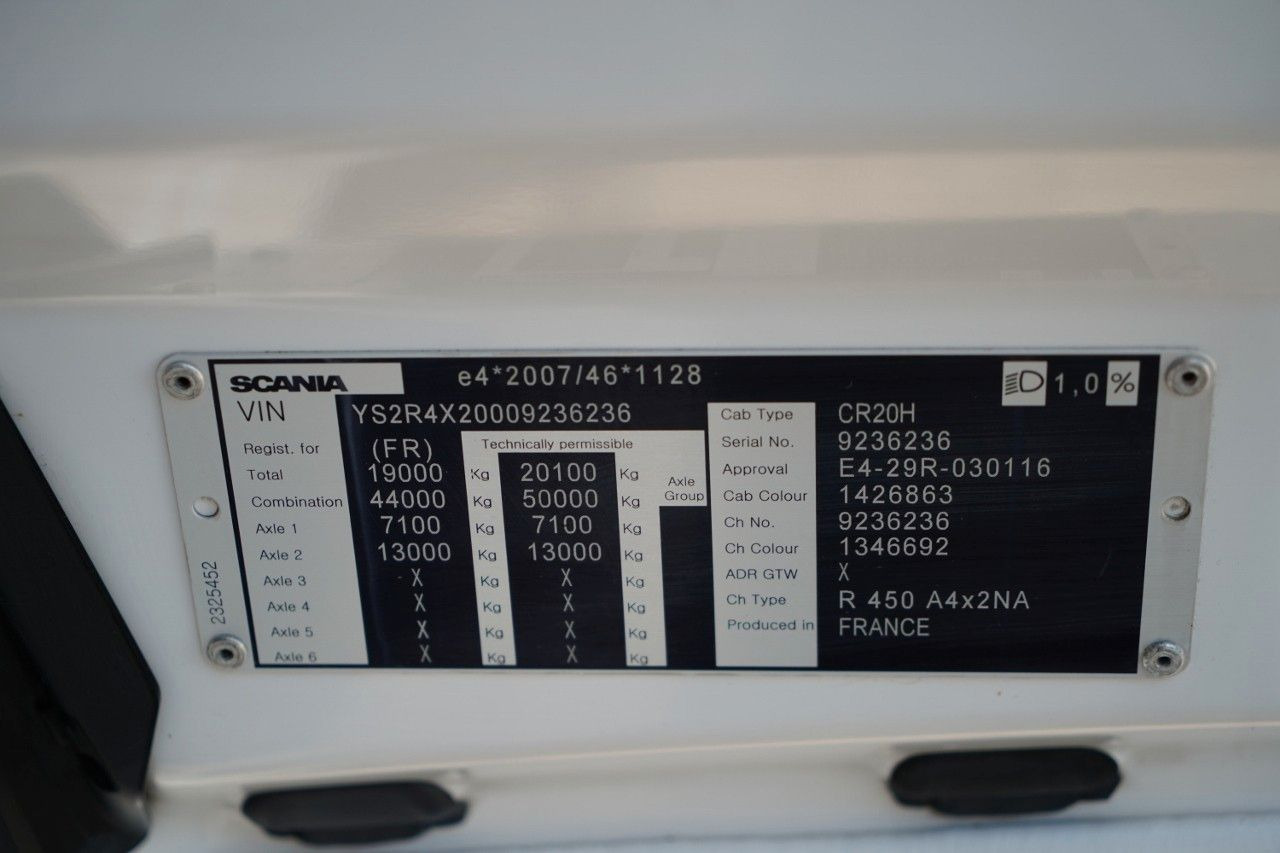 SCANIA e4*2007/46*1128 1,0 %
VIN YS2R4X20009236236
Regist. for (FR) Technically permissible
Total 19000 Kg 20100 Kg Axle Group
Combination 44000 Kg 50000 Kg
Axle 1 7100 Kg 7100 Kg
Axle 2 13000 Kg 13000 Kg
Axle 3 X Kg X Kg
Axle 4 X Kg X Kg
Axle 5 X Kg X Kg
Axle 6 X Kg X Kg
Cab Type CR20H
Serial No. 9236236
Approval E4-29R-030116
Cab Colour 1426863
Ch No. 9236236
Ch Colour 1346692
ADR GTW X
Ch Type R 450 A4x2NA
Produced in FRANCE
2325452